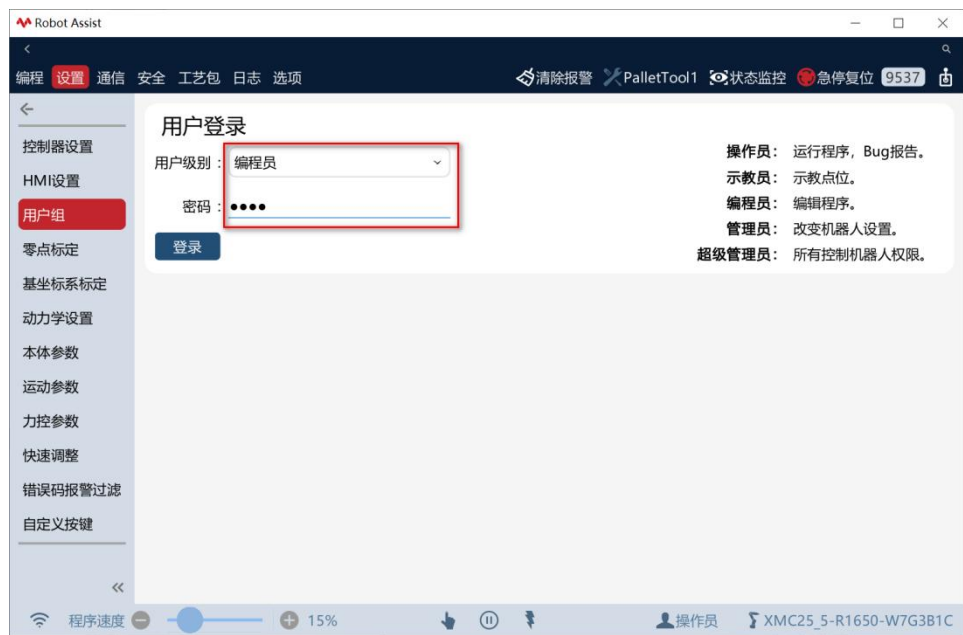 Robot Assist
编程 设置 通信 安全 工艺包 日志 选项 清除报警 PalletTool1 状态监控 急停复位 9537
控制器设置
HMI设置
用户组
零点标定
基坐标系标定
动力学设置
本体参数
运动参数
力控参数
快速调整
错误码报警过滤
自定义按键
用户登录
用户级别： 编程员
密码： ●●●●
登录
操作员： 运行程序，Bug报告。
示教员： 示教点位。
编程员： 编辑程序。
管理员： 改变机器人设置。
超级管理员： 所有控制机器人权限。
程序速度 15% 操作员 XMC25_5-R1650-W7G3B1C